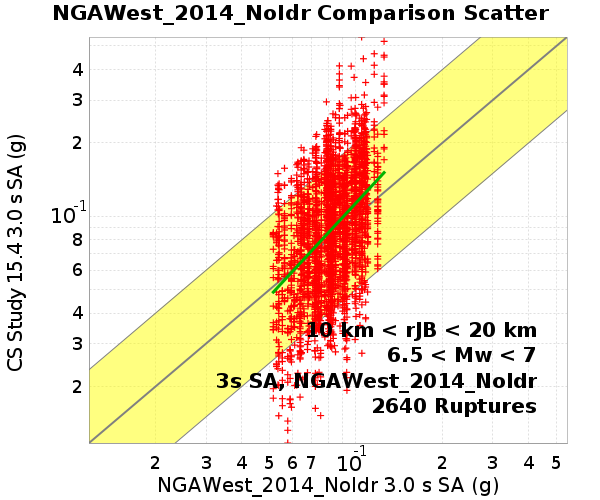 NGAWest_2014_NoIdr Comparison Scatter
CS Study 15.4 3.0 s SA (g)
4
3
2
10-1
8
6
4
3
2
10 km < rJB < 20 km
6.5 < Mw < 7
3s SA, NGAWest_2014_NoIdr
2640 Ruptures
2 3 4 5 6 7 10-1 2 3 4 5
NGAWest_2014_NoIdr 3.0 s SA (g)